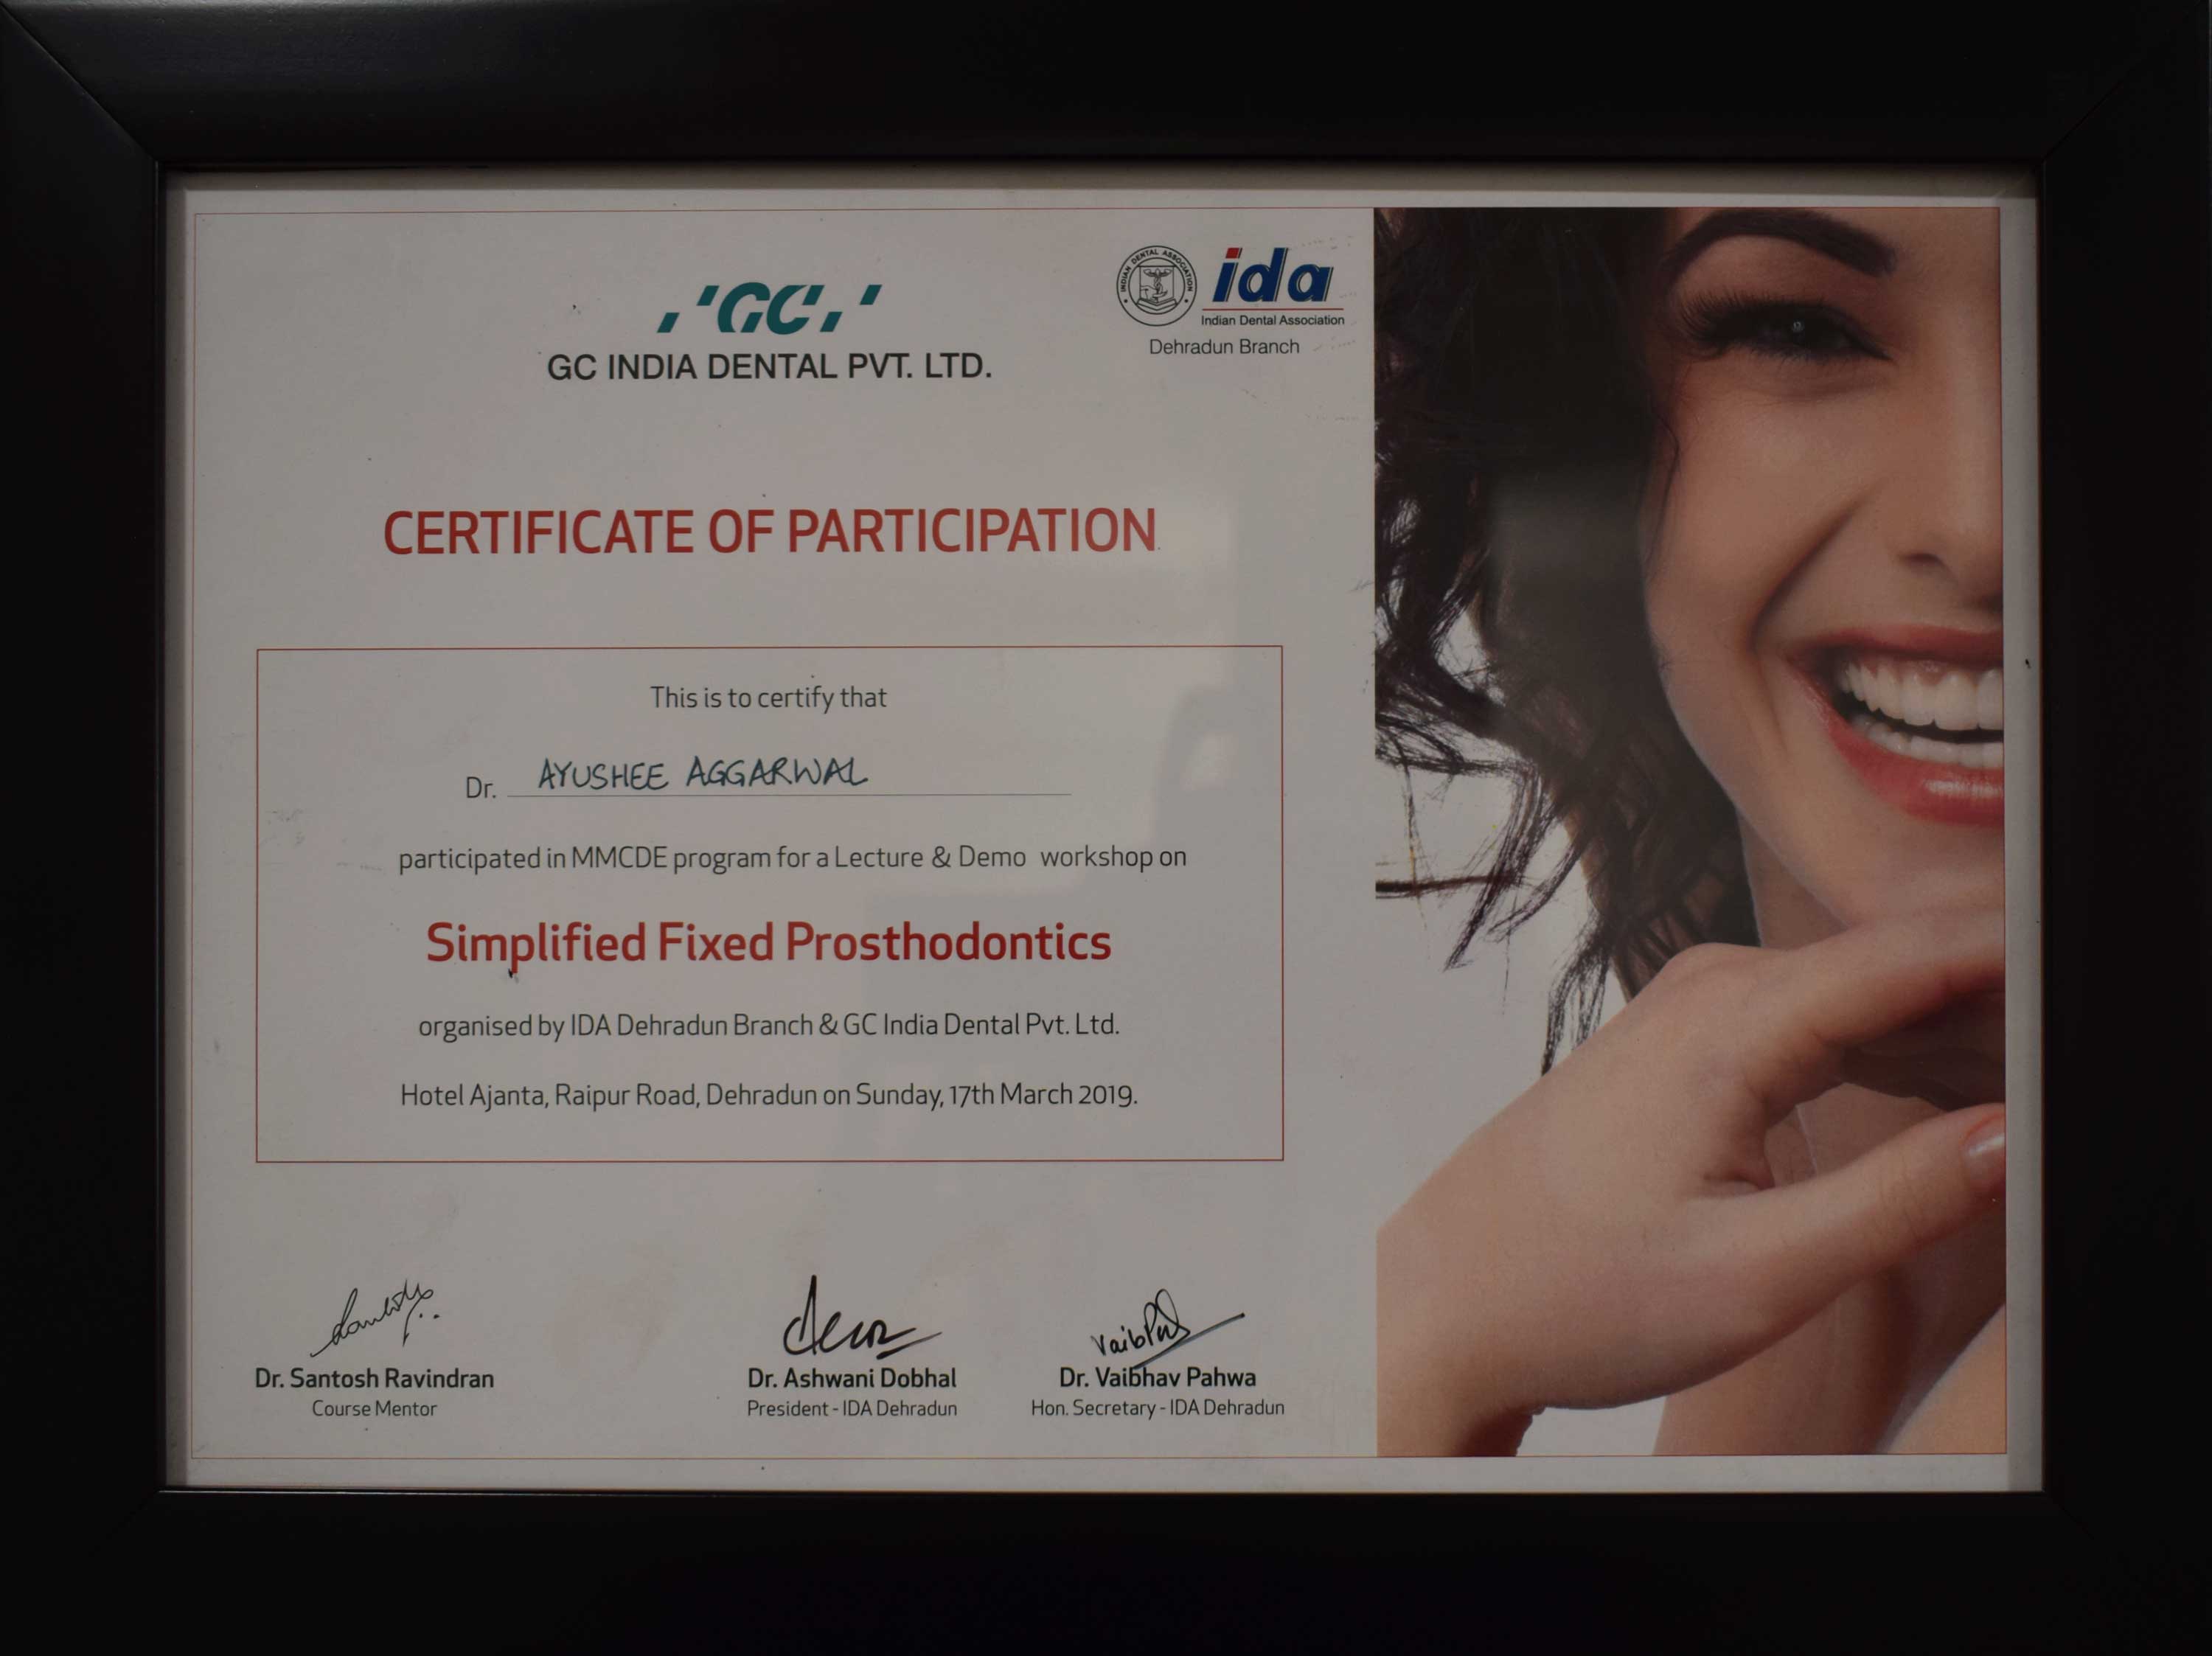 GC
GC INDIA DENTAL PVT. LTD.
INDIAN DENTAL ASSOCIATION
ida
Indian Dental Association
Dehradun Branch
CERTIFICATE OF PARTICIPATION
This is to certify that
Dr. AYUSHEE AGGARWAL
participated in MMCDE program for a Lecture & Demo workshop on
Simplified Fixed Prosthodontics
organised by IDA Dehradun Branch & GC India Dental Pvt. Ltd.
Hotel Ajanta, Raipur Road, Dehradun on Sunday, 17th March 2019.
Dr. Santosh Ravindran
Course Mentor
Dr. Ashwani Dobhal
President - IDA Dehradun
Dr. Vaibhav Pahwa
Hon. Secretary - IDA Dehradun